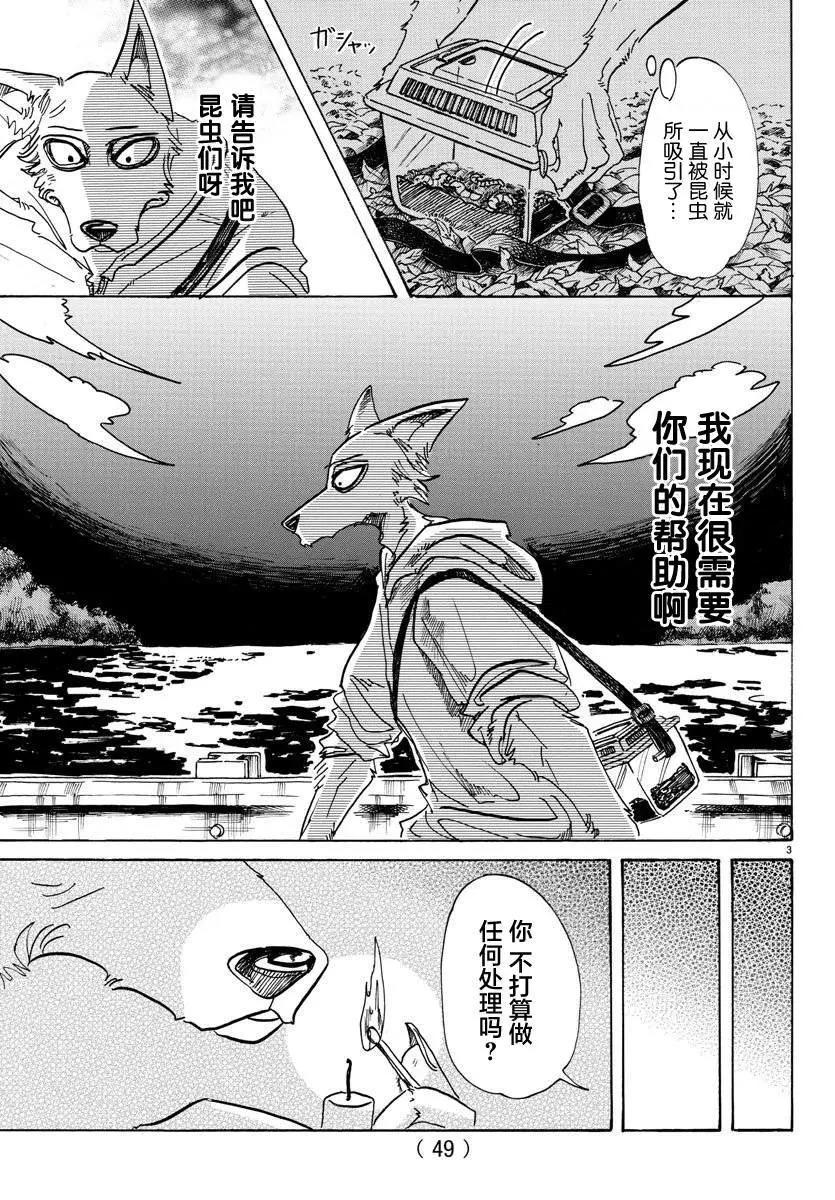 ガシャッ
从小时候就
一直被昆虫
所吸引了…
请告诉我吧
昆虫们呀
我现在很需要
你们的帮助啊
3
你 不打算做
任何处理吗?
( 49 )